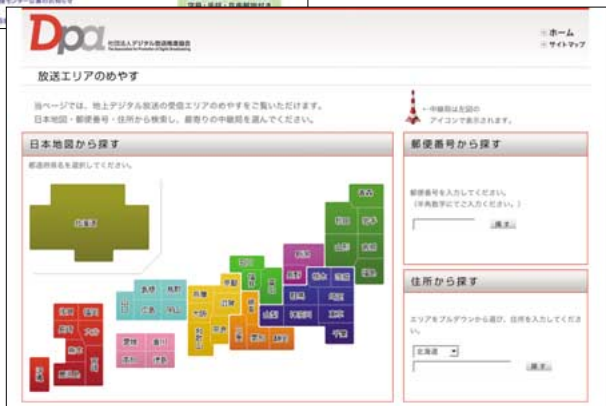 Dpa
社団法人デジタル放送推進協会
The Association for Promotion of Digital Broadcasting
ホーム
サイトマップ
放送エリアのめやす
当ページでは、地上デジタル放送の受信エリアのめやすをご覧いただけます。
日本地図・郵便番号・住所から検索し、最寄りの中継局を選んでください。
←中継局は左図の
アイコンで表示されます。
日本地図から探す
都道府県名を選択してください。
北海道
青森
秋田 岩手
山形 宮城
福島
新潟
長野
栃木 茨城
群馬 埼玉
山梨 神奈川 東京
千葉
石川
福井
富山
岐阜
三重 愛知 静岡
京都
兵庫 滋賀
大阪 奈良
和歌山
島根 鳥取
山口 広島 岡山
愛媛 香川
高知 徳島
佐賀 福岡
長崎 大分
熊本 宮崎
鹿児島
沖縄
郵便番号から探す
郵便番号を入力してください。
(半角数字にてご入力ください。)
探す
住所から探す
エリアをプルダウンから選び、住所を入力してください。
北海道
探す